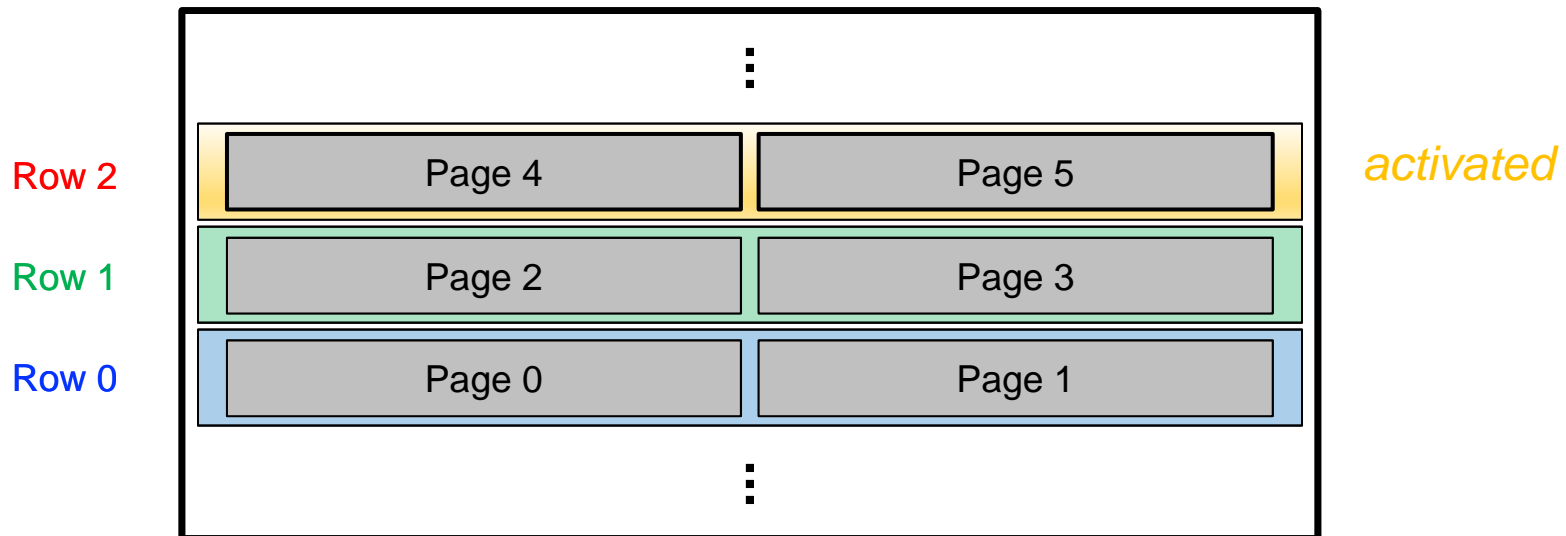 ⋮
Row 2 Page 4 Page 5 activated
Row 1 Page 2 Page 3
Row 0 Page 0 Page 1
⋮